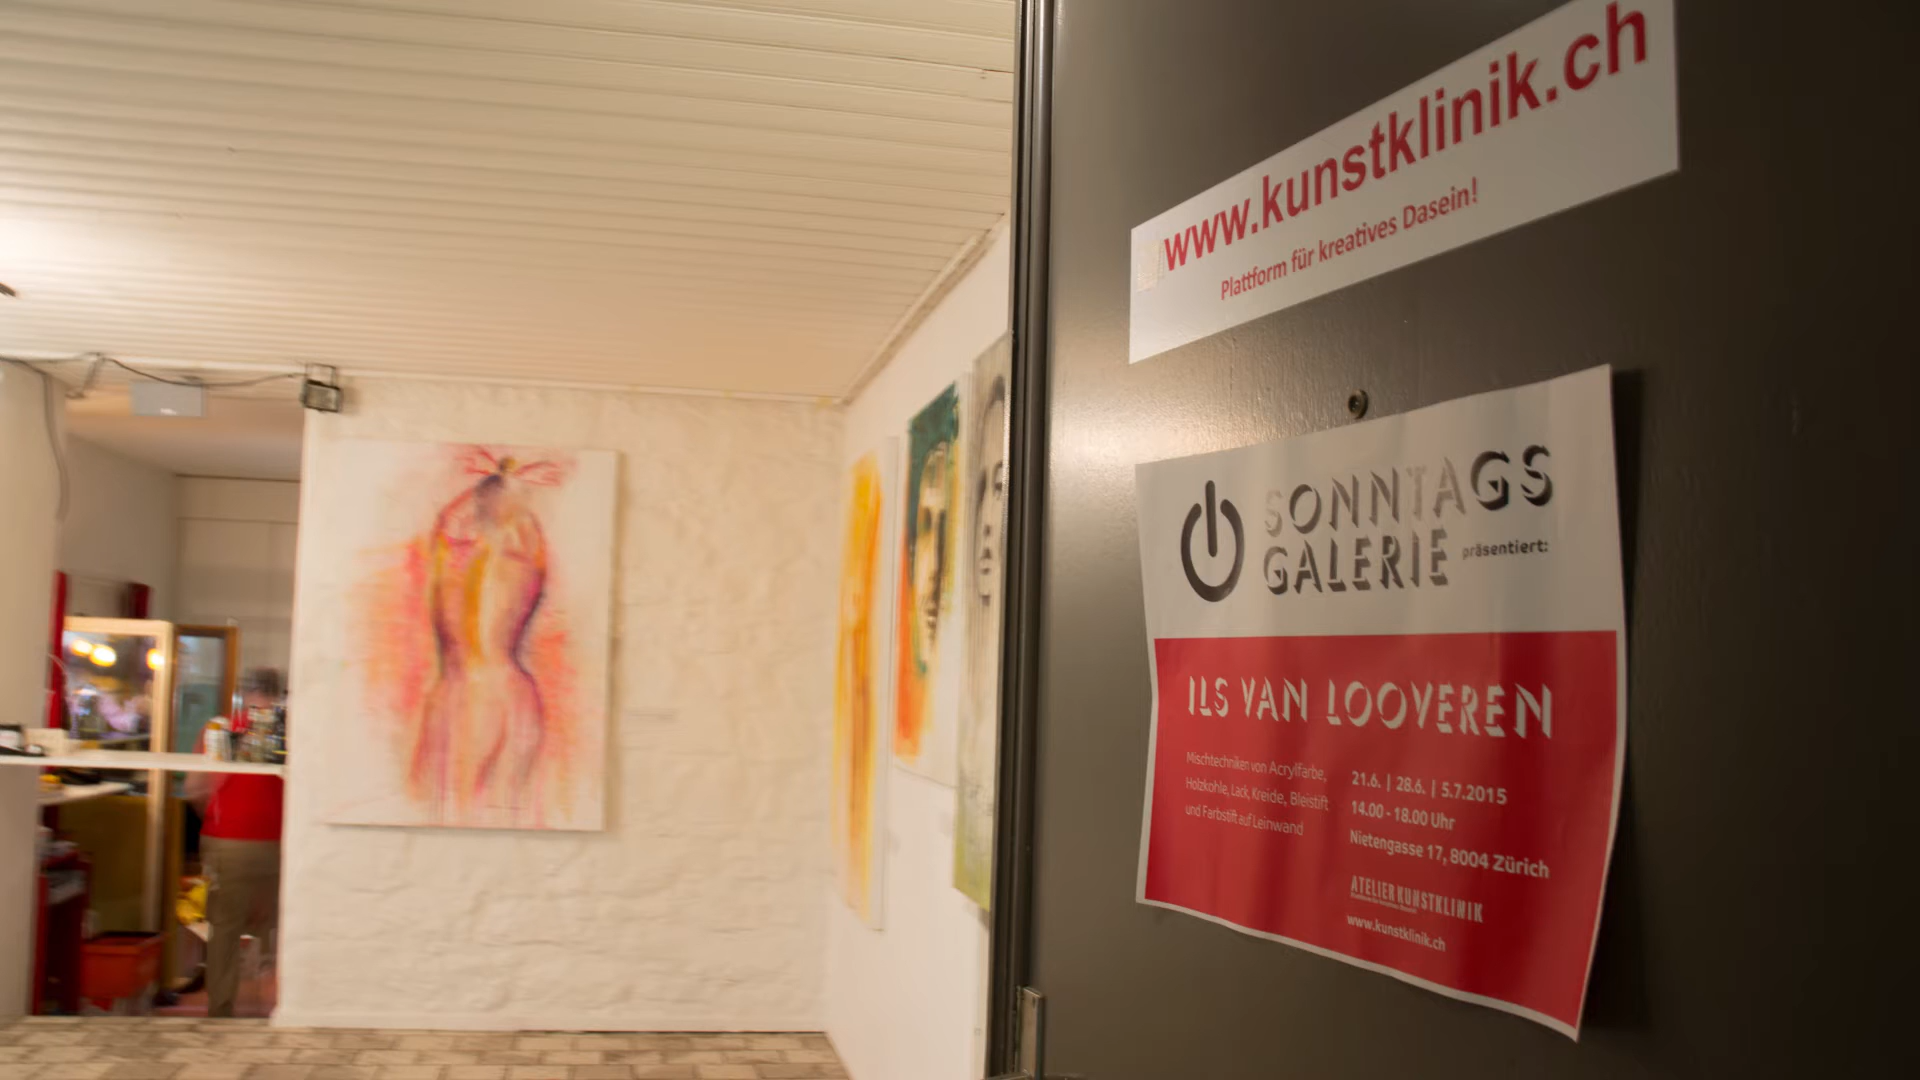 www.kunstklinik.ch
Plattform für kreatives Dasein!
SONNTAGS
GALERIE präsentiert:
ILS VAN LOOVEREN
Mischtechniken von Acrylfarbe,
Holzkohle, Lack, Kreide, Bleistift
und Farbstift auf Leinwand
21.6. | 28.6. | 5.7.2015
14.00 - 18.00 Uhr
Nietengasse 17, 8004 Zürich
ATELIER KUNSTKLINIK
www.kunstklinik.ch